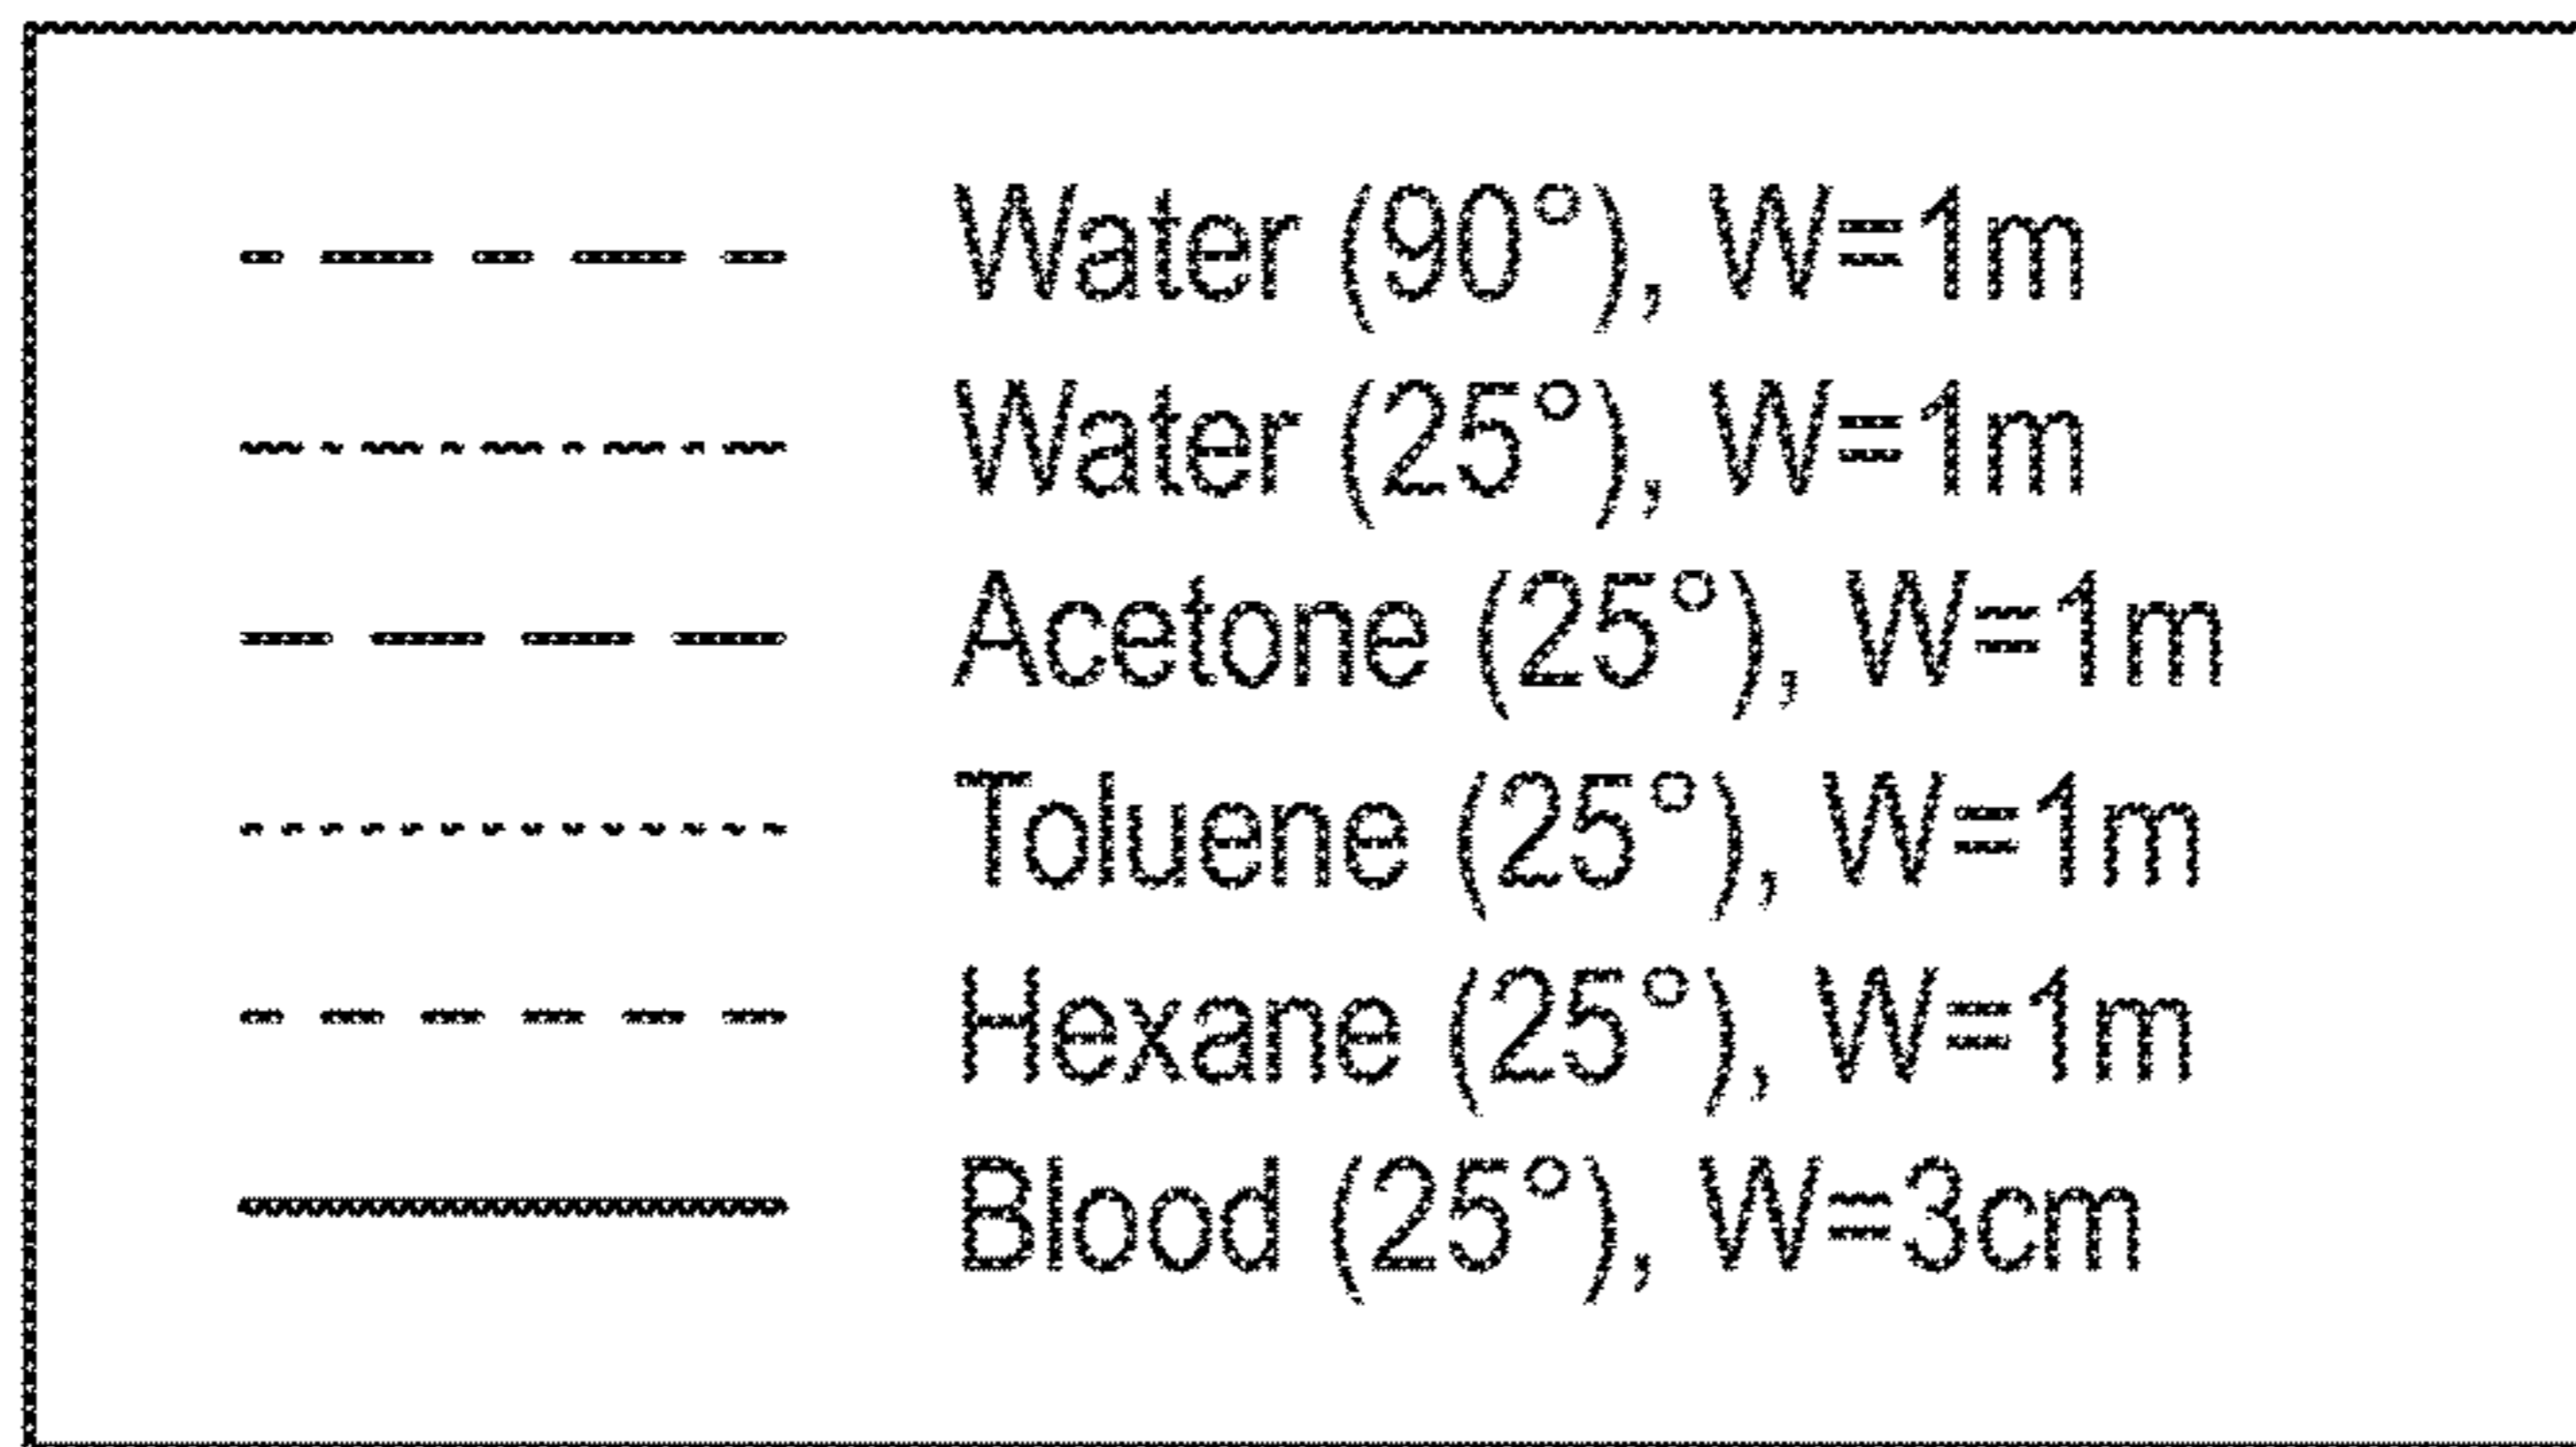 Water (90°), W=1m
Water (25°), W=1m
Acetone (25°), W=1m
Toluene (25°), W=1m
Hexane (25°), W=1m
Blood (25°), W=3cm